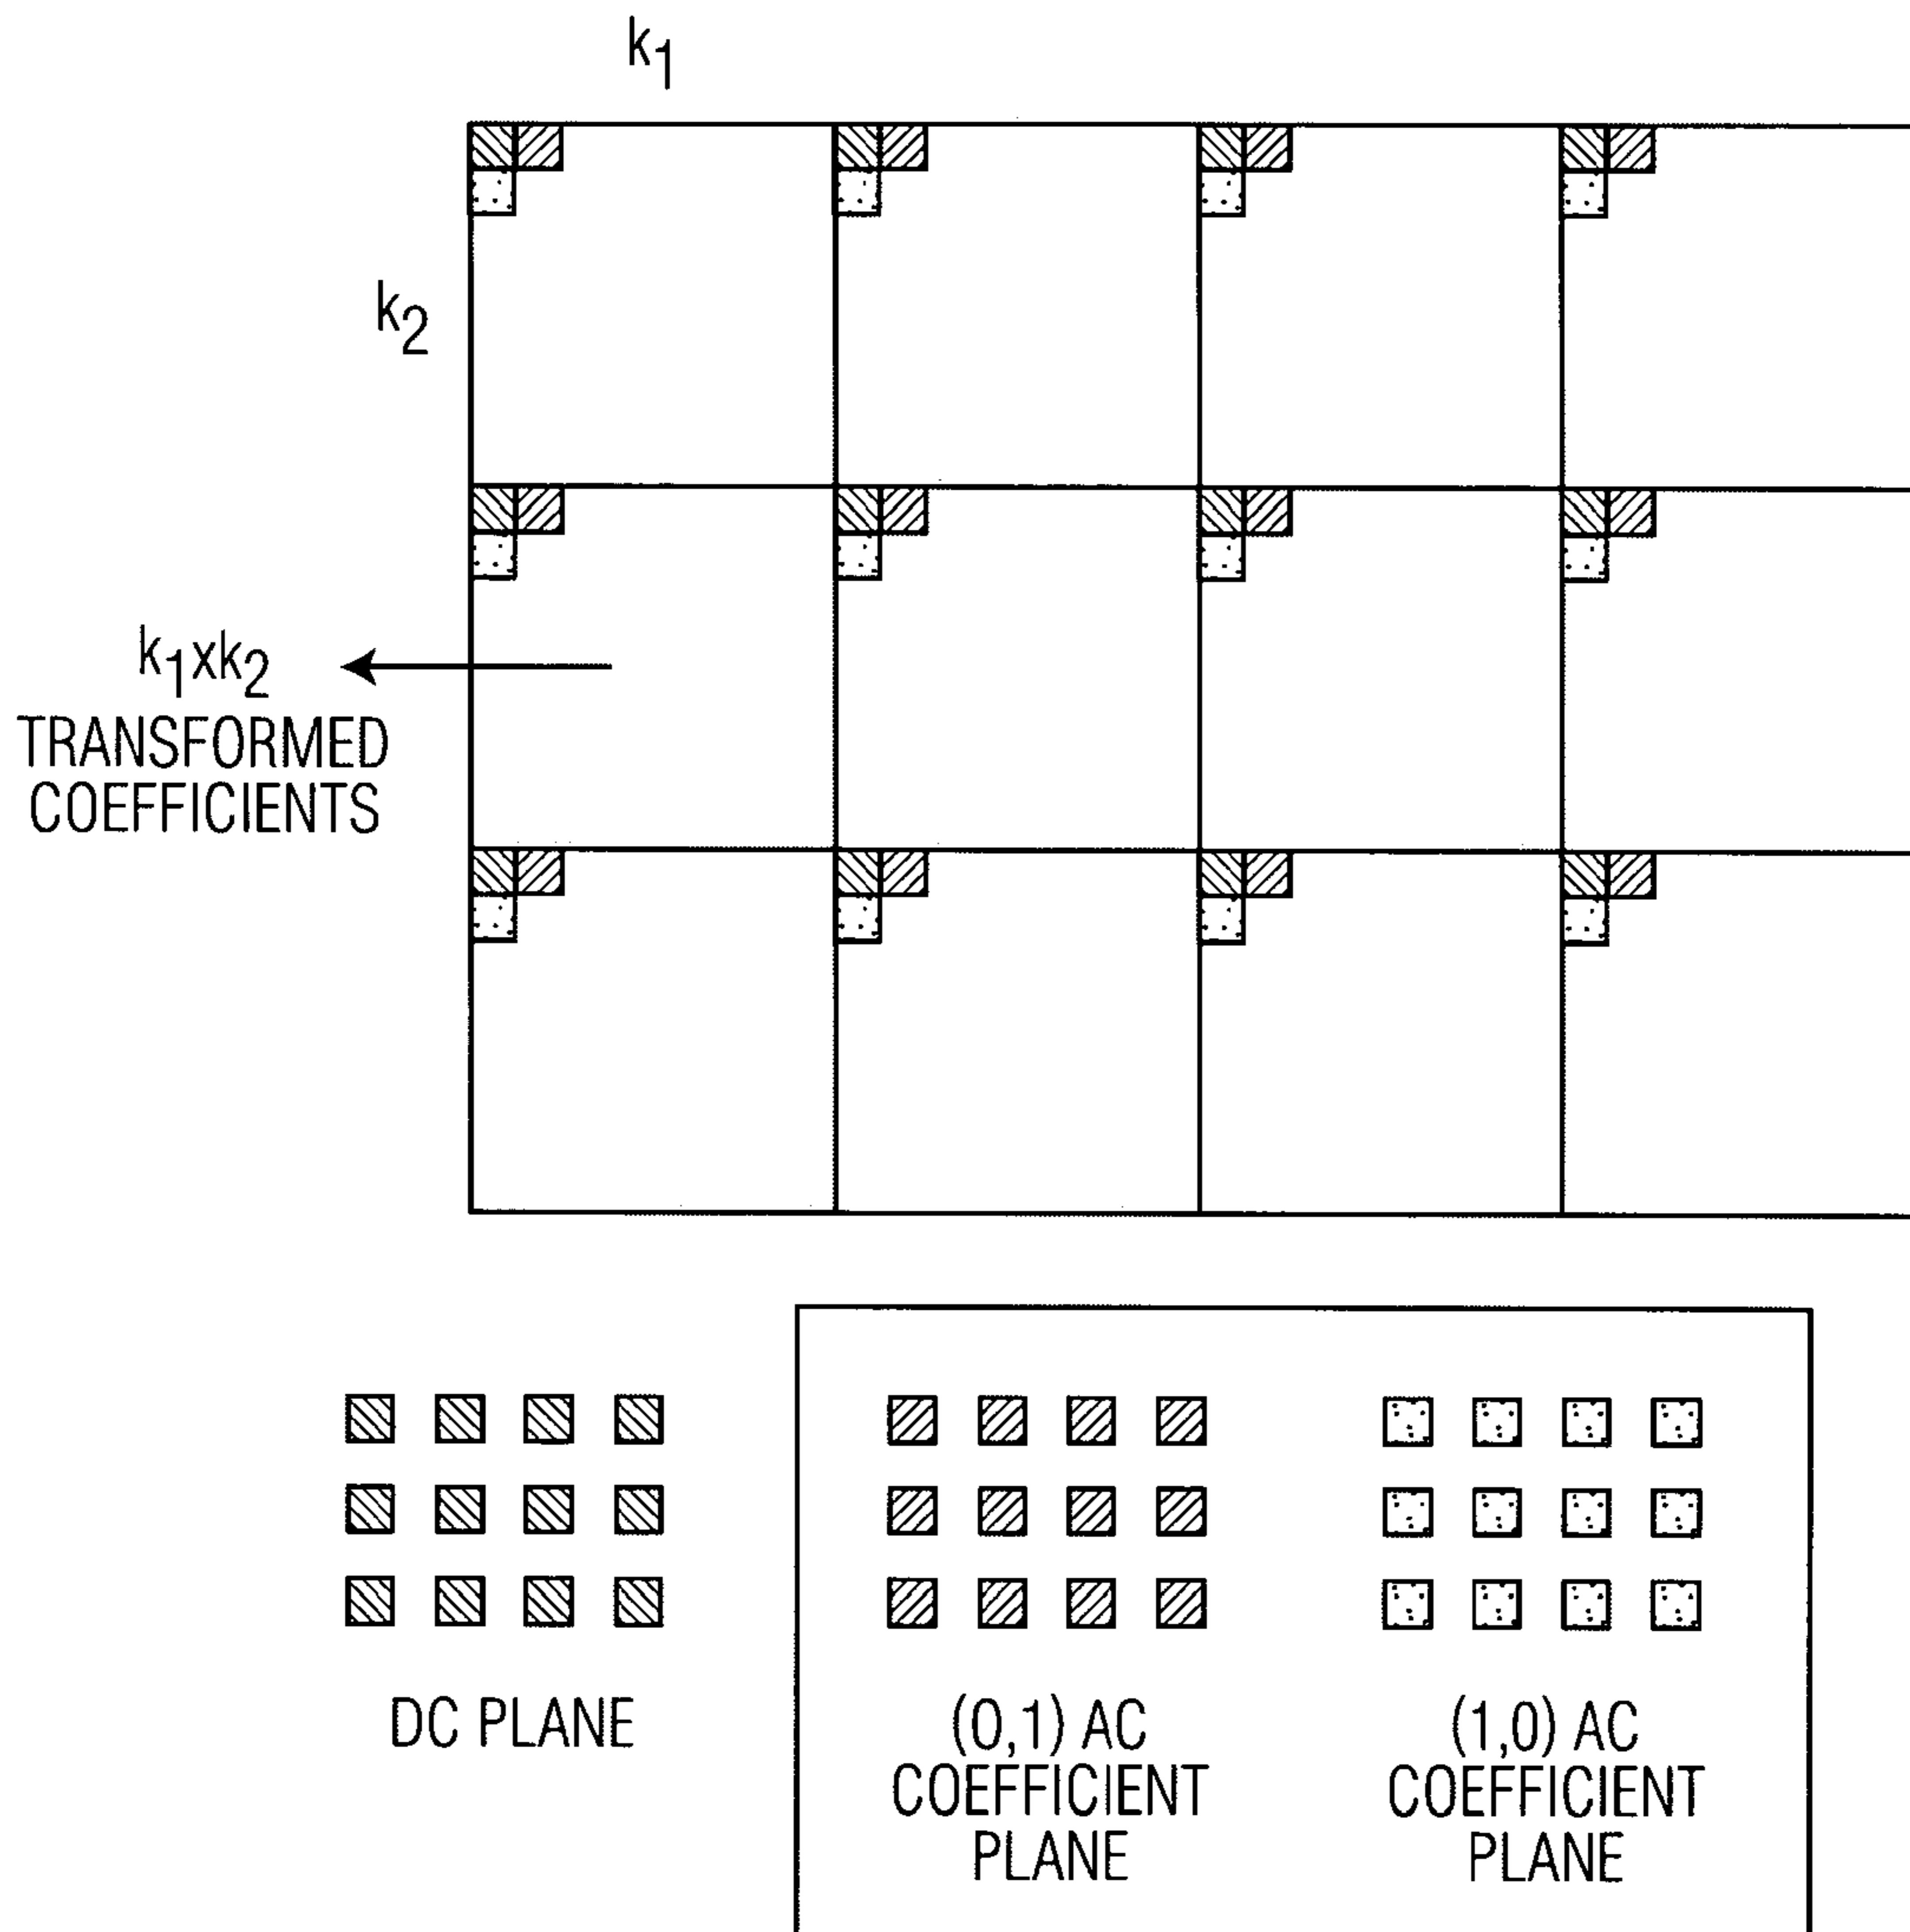 k1
k2
k1xk2
TRANSFORMED
COEFFICIENTS
DC PLANE
(0,1) AC
COEFFICIENT
PLANE
(1,0) AC
COEFFICIENT
PLANE